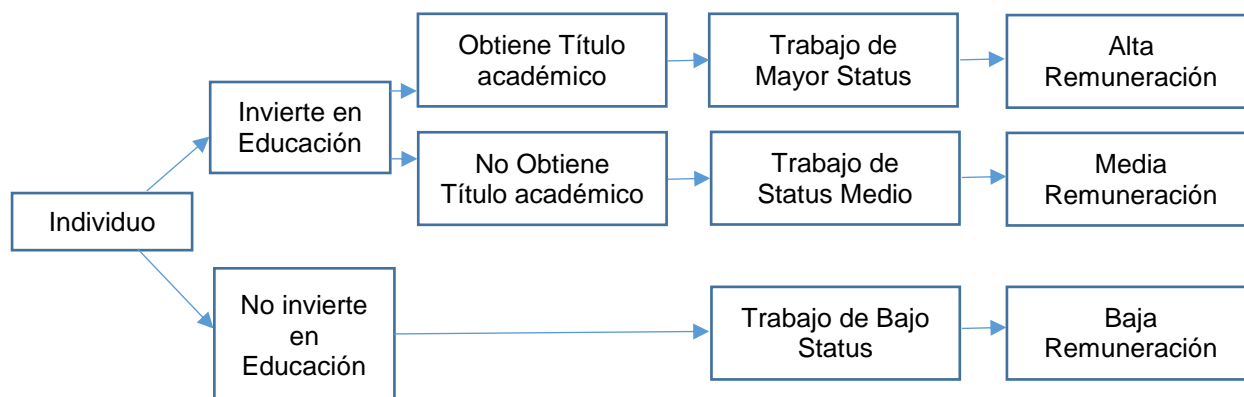 Obtiene Título
académico
Trabajo de
Mayor Status
Alta
Remuneración
Invierte en
Educación
No Obtiene
Título académico
Trabajo de
Status Medio
Media
Remuneración
Individuo
No invierte
en
Educación
Trabajo de Bajo
Status
Baja
Remuneración